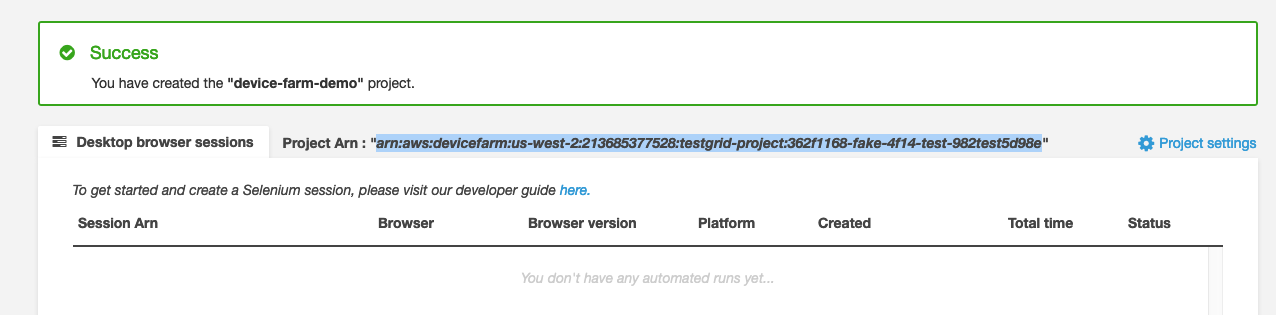 Success
You have created the "device-farm-demo" project.
Desktop browser sessions Project Arn : "arn:aws:devicefarm:us-west-2:213685377528:testgrid-project:362f1168-fake-4f14-test-982test5d98e" Project settings
To get started and create a Selenium session, please visit our developer guide here.
Session Arn Browser Browser version Platform Created Total time Status
You don't have any automated runs yet...